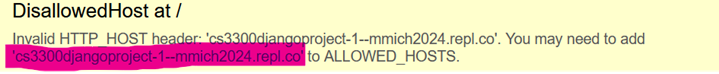 DisallowedHost at /
Invalid HTTP_HOST header: 'cs3300djangoproject-1--mmich2024.repl.co'. You may need to add
'cs3300djangoproject-1--mmich2024.repl.co' to ALLOWED_HOSTS.